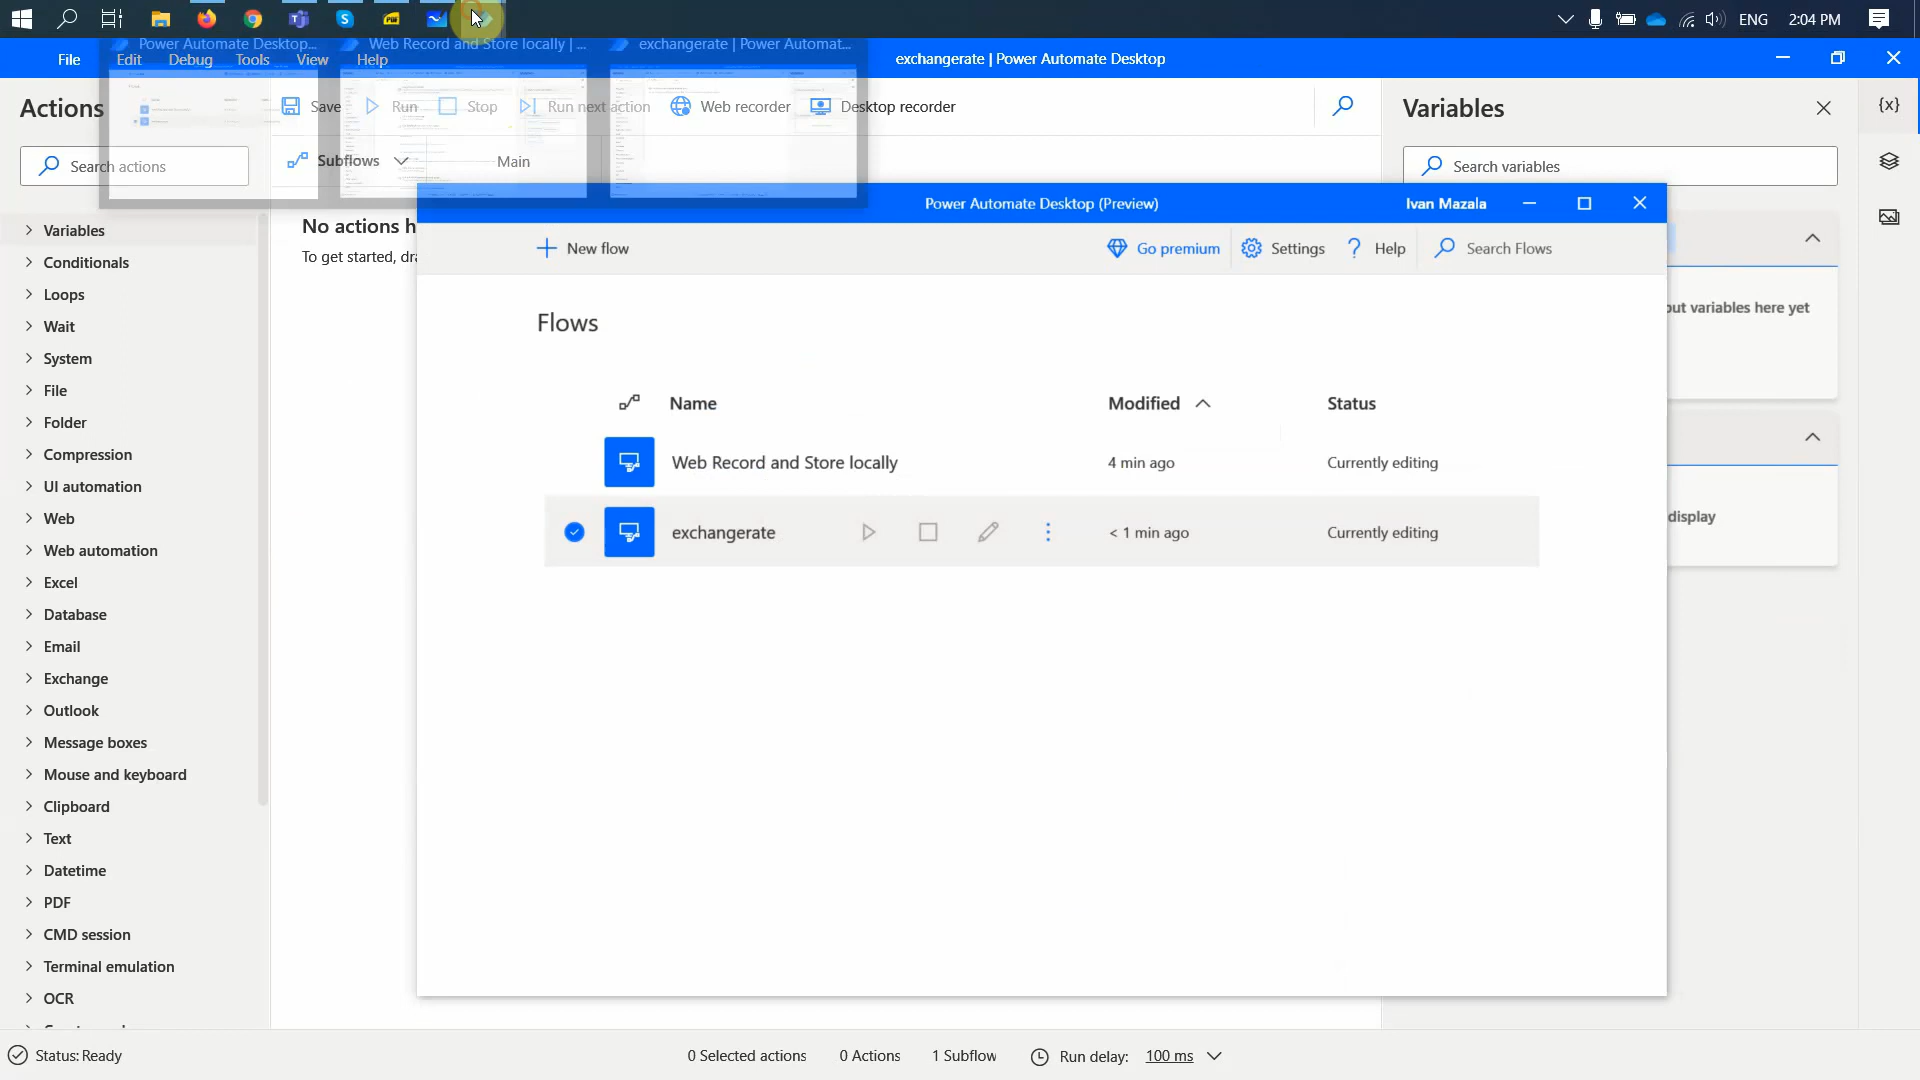 ENG 2:04 PM
Power Automate Desktop... Web Record and Store locally | ... exchangerate | Power Automat...
File Edit Debug Tools View Help exchangerate | Power Automate Desktop
Actions Save Run Stop Run next action Web recorder Desktop recorder Variables {x}
Search actions Subflows Main Search variables
Power Automate Desktop (Preview) Ivan Mazala
No actions h
To get started, dra
New flow Go premium Settings Help Search Flows
Flows
put variables here yet
display
Name Modified Status
Web Record and Store locally 4 min ago Currently editing
exchangerate < 1 min ago Currently editing
Variables
Conditionals
Loops
Wait
System
File
Folder
Compression
UI automation
Web
Web automation
Excel
Database
Email
Exchange
Outlook
Message boxes
Mouse and keyboard
Clipboard
Text
Datetime
PDF
CMD session
Terminal emulation
OCR
Status: Ready 0 Selected actions 0 Actions 1 Subflow Run delay: 100 ms